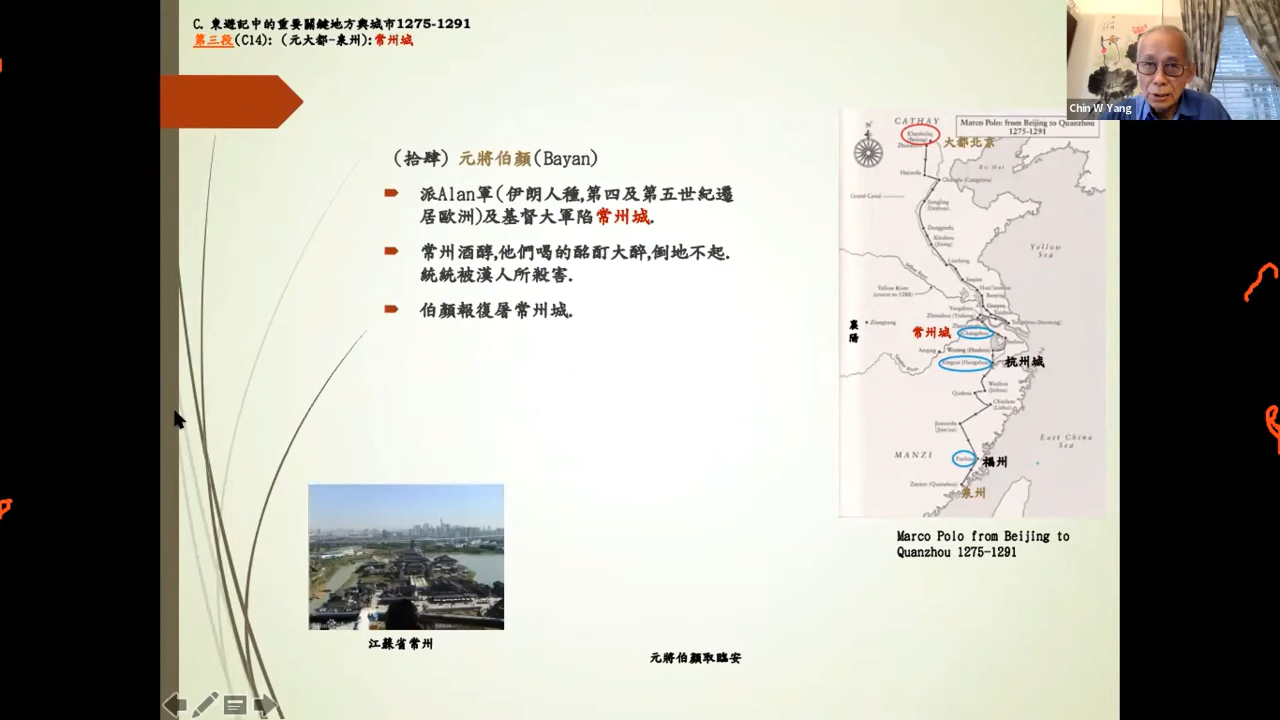 C. 東遊記中的重要關鍵地方與城市1275-1291
第三段(C14): (元大都-泉州):常州城
Chin W Yang
(拾肆) 元將伯顏(Bayan)
派Alan軍(伊朗人種,第四及第五世紀遷
居歐洲)及基督大軍陷常州城.
常州酒醇,他們喝的酩酊大醉,倒地不起.
統統被漢人所殺害.
伯顏報復屠常州城.
CATHAY
Marco Polo: from Beijing to Quanzhou
1275-1291
大都北京
Grand Canal
Yellow
Sea
Yellow River
襄陽
常州城
杭州城
East China
Sea
MANZI
福州
泉州
Marco Polo from Beijing to
Quanzhou 1275-1291
江蘇省常州
元將伯顏取臨安